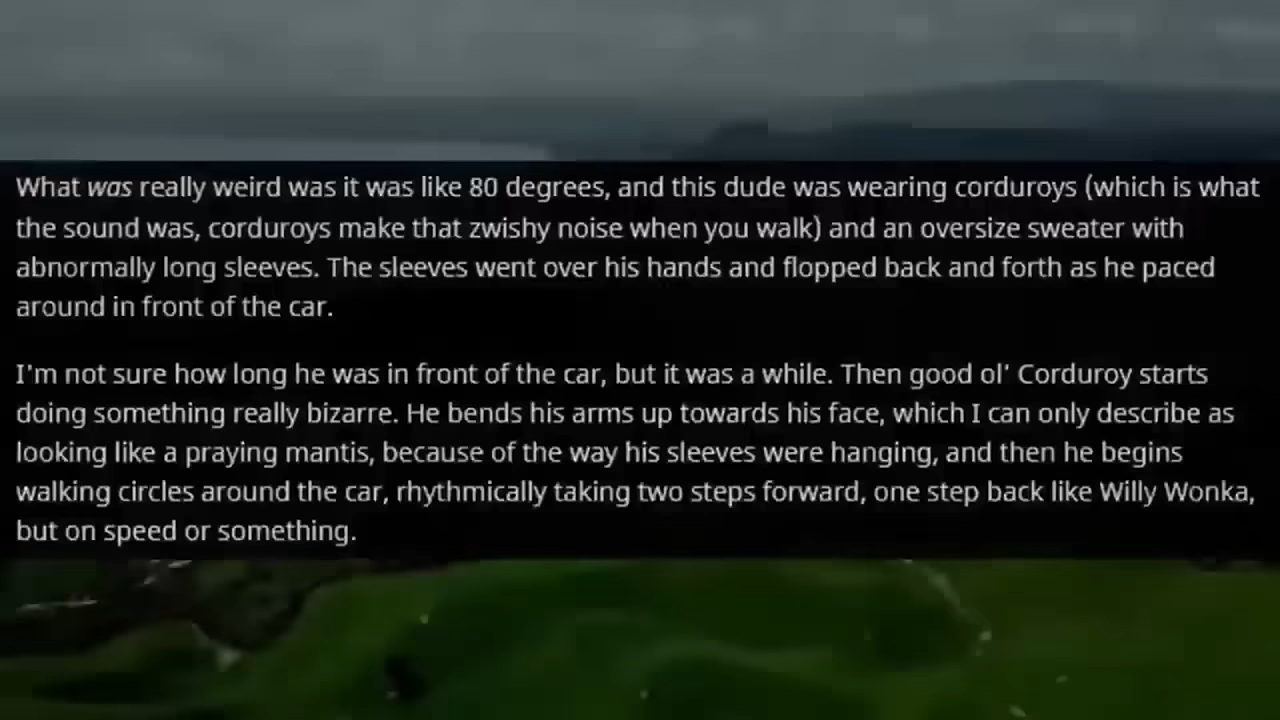 What was really weird was it was like 80 degrees, and this dude was wearing corduroys (which is what
the sound was, corduroys make that zwishy noise when you walk) and an oversize sweater with
abnormally long sleeves. The sleeves went over his hands and flopped back and forth as he paced
around in front of the car.
I'm not sure how long he was in front of the car, but it was a while. Then good ol' Corduroy starts
doing something really bizarre. He bends his arms up towards his face, which I can only describe as
looking like a praying mantis, because of the way his sleeves were hanging, and then he begins
walking circles around the car, rhythmically taking two steps forward, one step back like Willy Wonka,
but on speed or something.